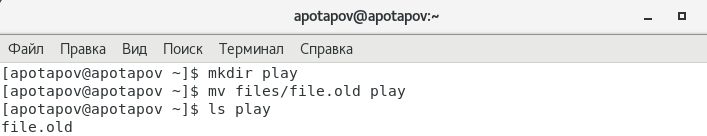 apotapov@apotapov:~
Файл Правка Вид Поиск Терминал Справка
[apotapov@apotapov ~]$ mkdir play
[apotapov@apotapov ~]$ mv files/file.old play
[apotapov@apotapov ~]$ ls play
file.old